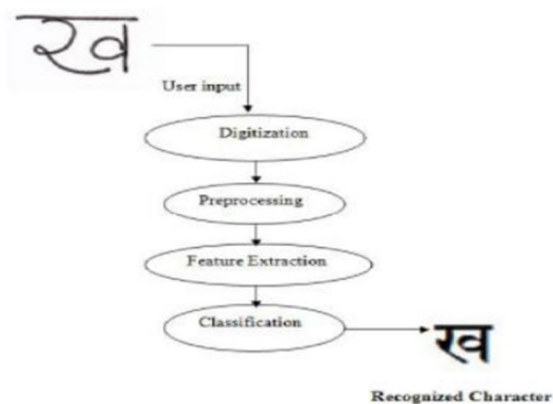 ख
User input
Digitization
Preprocessing
Feature Extraction
Classification
ख
Recognized Character